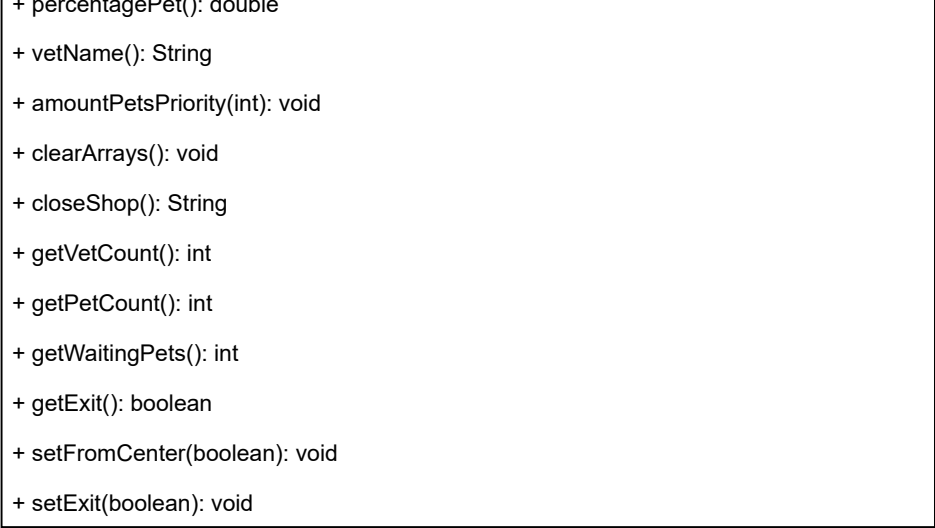 + percentagePet(): double
+ vetName(): String
+ amountPetsPriority(int): void
+ clearArrays(): void
+ closeShop(): String
+ getVetCount(): int
+ getPetCount(): int
+ getWaitingPets(): int
+ getExit(): boolean
+ setFromCenter(boolean): void
+ setExit(boolean): void